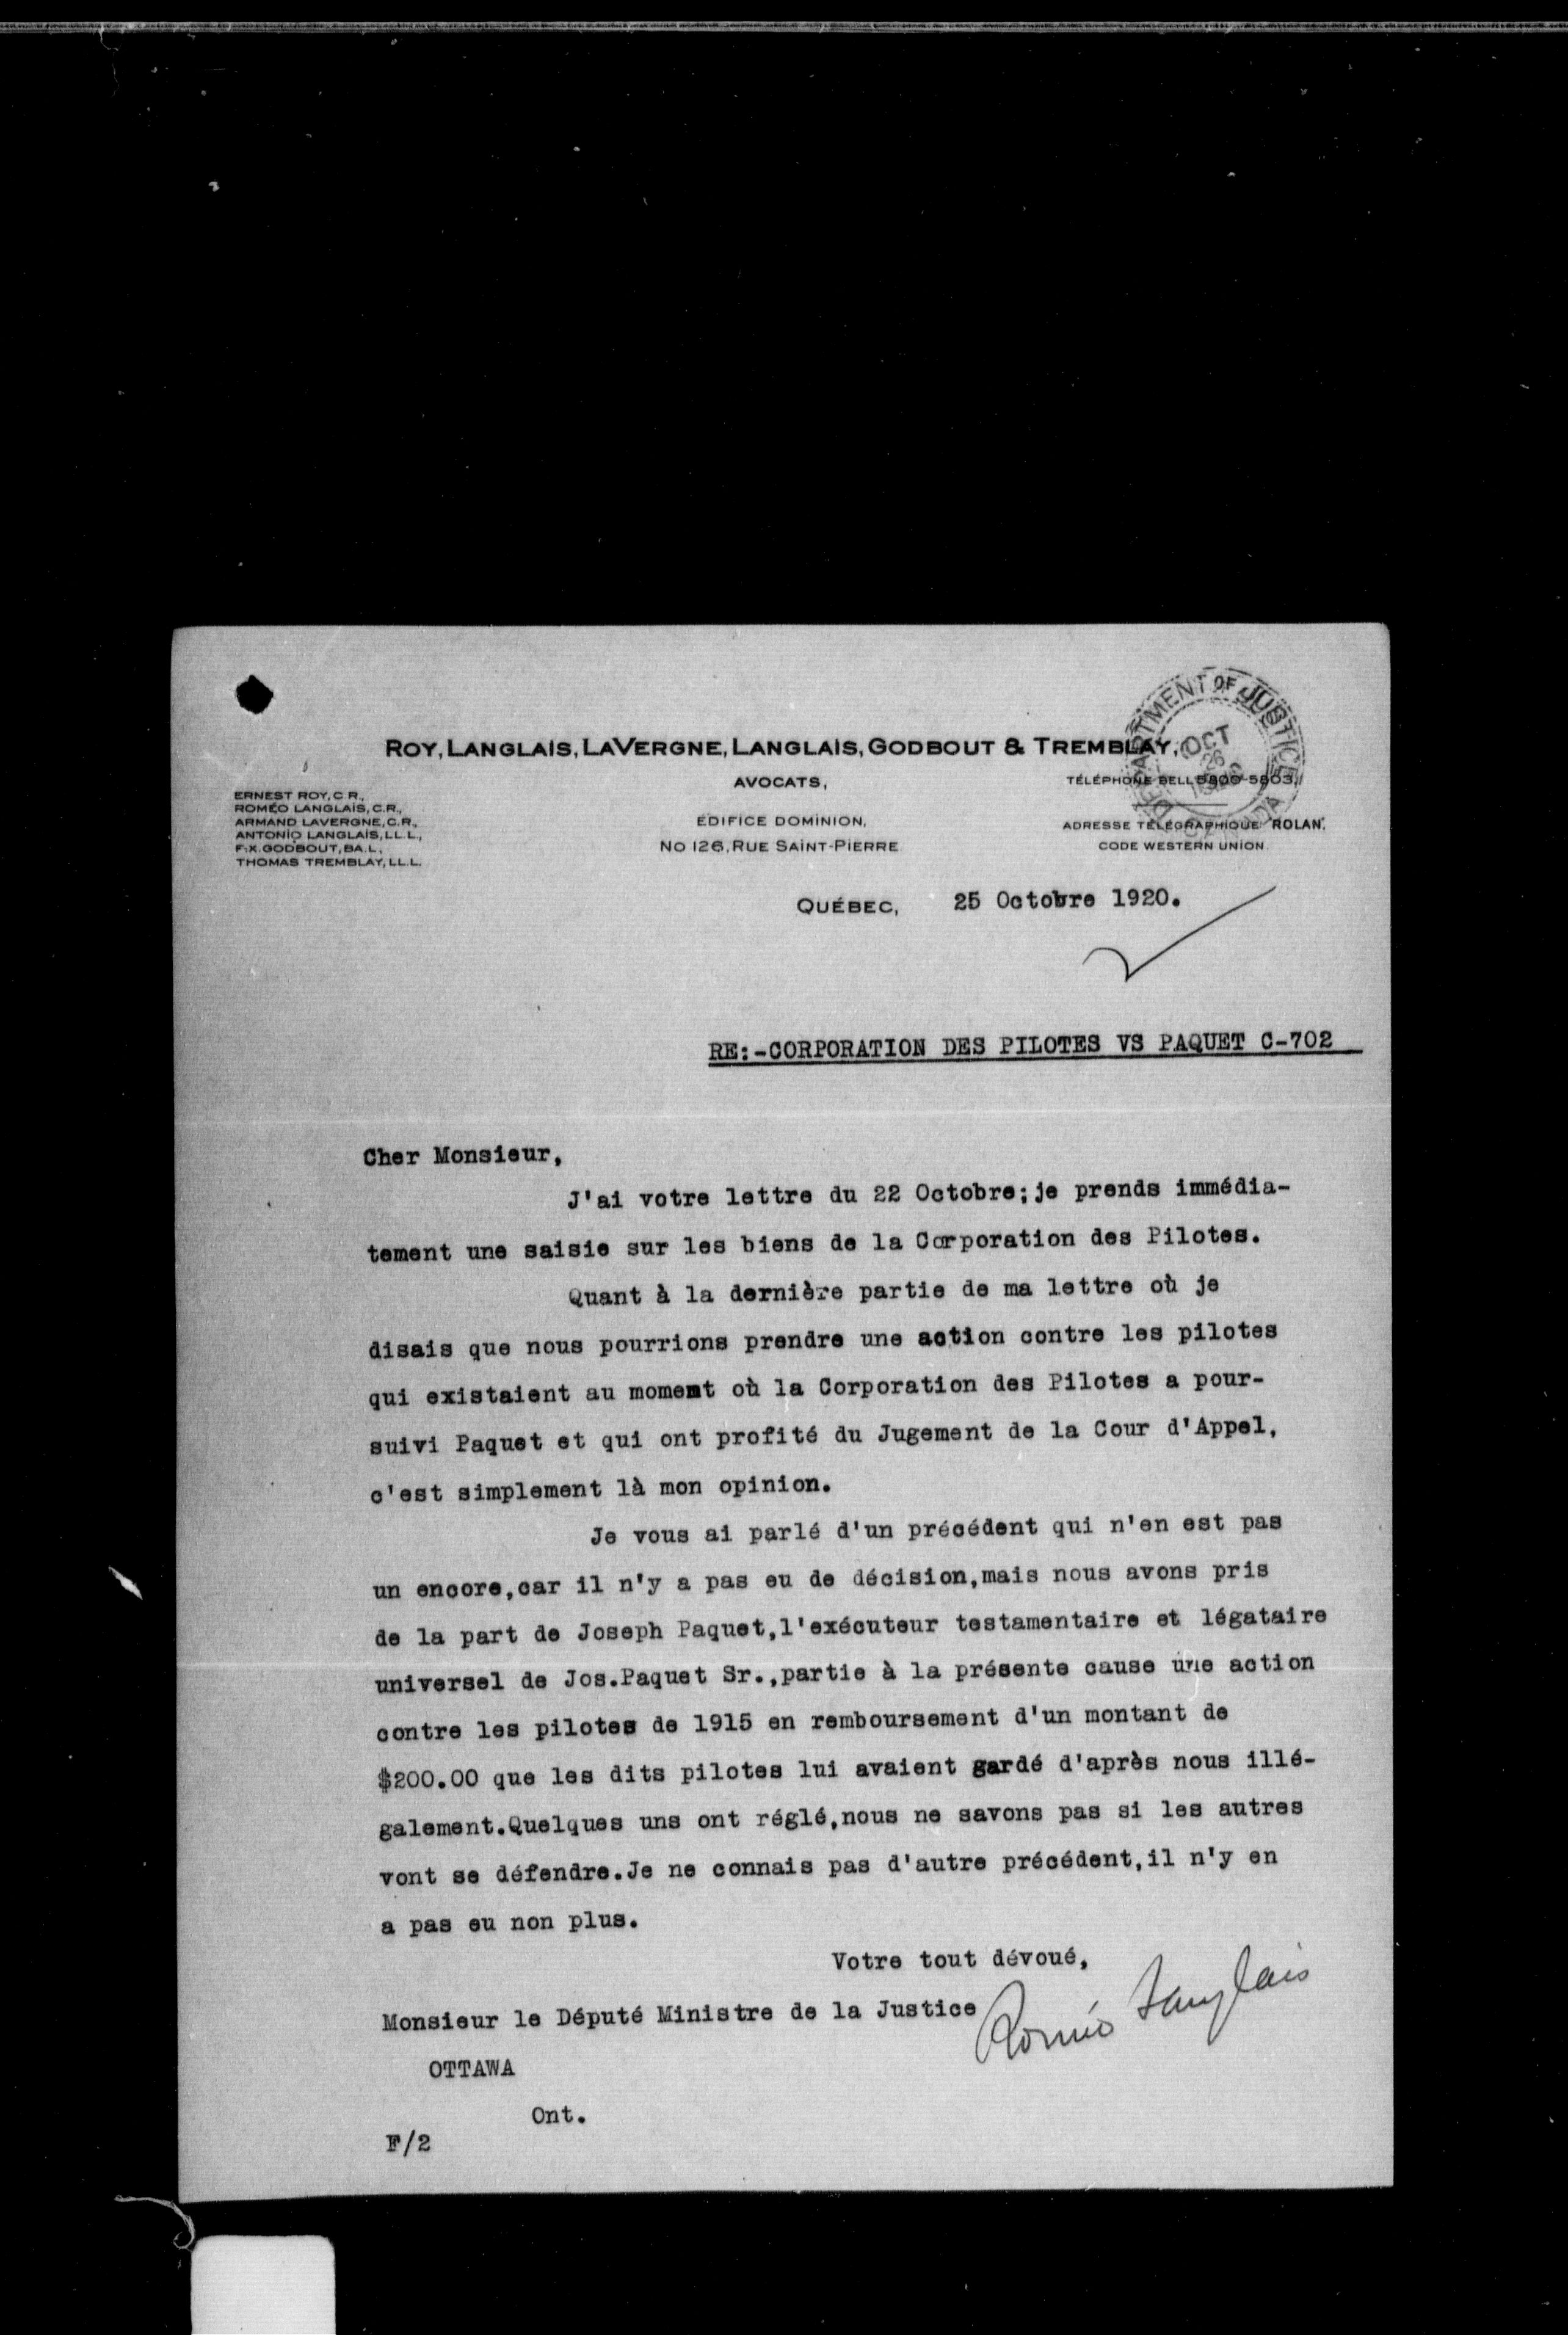 DEPARTMENT OF JUSTICE
OCT
26
CANADA
ROY, LANGLAIS, LAVERGNE, LANGLAIS, GODBOUT & TREMBLAY,
AVOCATS,
TÉLÉPHONE BELL 5803,
ERNEST ROY, C.R.,
ROMÉO LANGLAIS, C.R.,
ARMAND LAVERGNE, C.R.,
ANTONIO LANGLAIS, LL.L.,
F.X. GODBOUT, BA.L.,
THOMAS TREMBLAY, LL.L.
EDIFICE DOMINION,
NO 126, RUE SAINT-PIERRE
ADRESSE TÉLÉGRAPHIQUE "ROLAN".
CODE WESTERN UNION
QUÉBEC, 25 Octobre 1920.
RE:-CORPORATION DES PILOTES VS PAQUET C-702
Cher Monsieur,
J'ai votre lettre du 22 Octobre;je prends immédia-
tement une saisie sur les biens de la Corporation des Pilotes.
Quant à la dernière partie de ma lettre où je
disais que nous pourrions prendre une action contre les pilotes
qui existaient au moment où la Corporation des Pilotes a pour-
suivi Paquet et qui ont profité du Jugement de la Cour d'Appel,
c'est simplement là mon opinion.
Je vous ai parlé d'un précédent qui n'en est pas
un encore,car il n'y a pas eu de décision,mais nous avons pris
de la part de Joseph Paquet,l'exécuteur testamentaire et légataire
universel de Jos.Paquet Sr.,partie à la présente cause une action
contre les pilotes de 1915 en remboursement d'un montant de
$200.00 que les dits pilotes lui avaient gardé d'après nous illé-
galement.Quelques uns ont réglé,nous ne savons pas si les autres
vont se défendre.Je ne connais pas d'autre précédent,il n'y en
a pas eu non plus.
Votre tout dévoué,
Roméo Langlais
Monsieur le Député Ministre de la Justice
OTTAWA
Ont.
F/2